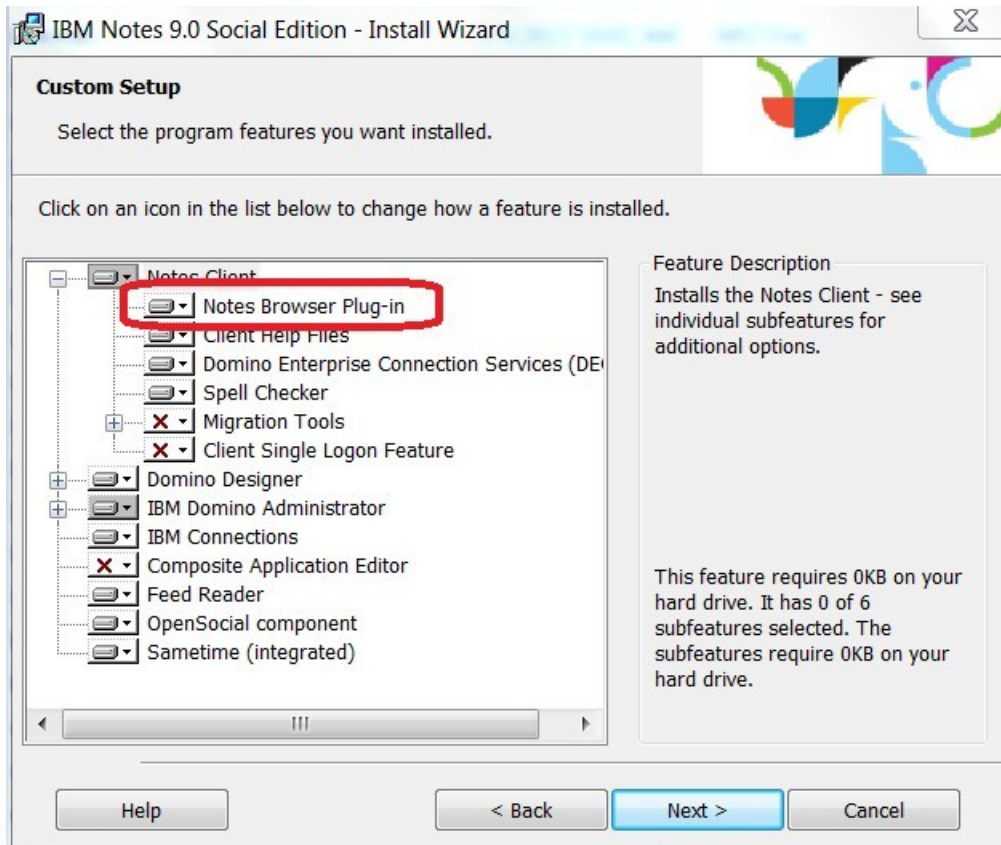 IBM Notes 9.0 Social Edition - Install Wizard
Custom Setup
Select the program features you want installed.
Click on an icon in the list below to change how a feature is installed.
Notes Client
Notes Browser Plug-in
Client Help Files
Domino Enterprise Connection Services (DE
Spell Checker
Migration Tools
Client Single Logon Feature
Domino Designer
IBM Domino Administrator
IBM Connections
Composite Application Editor
Feed Reader
OpenSocial component
Sametime (integrated)
Feature Description
Installs the Notes Client - see
individual subfeatures for
additional options.
This feature requires 0KB on your
hard drive. It has 0 of 6
subfeatures selected. The
subfeatures require 0KB on your
hard drive.
Help
< Back
Next >
Cancel